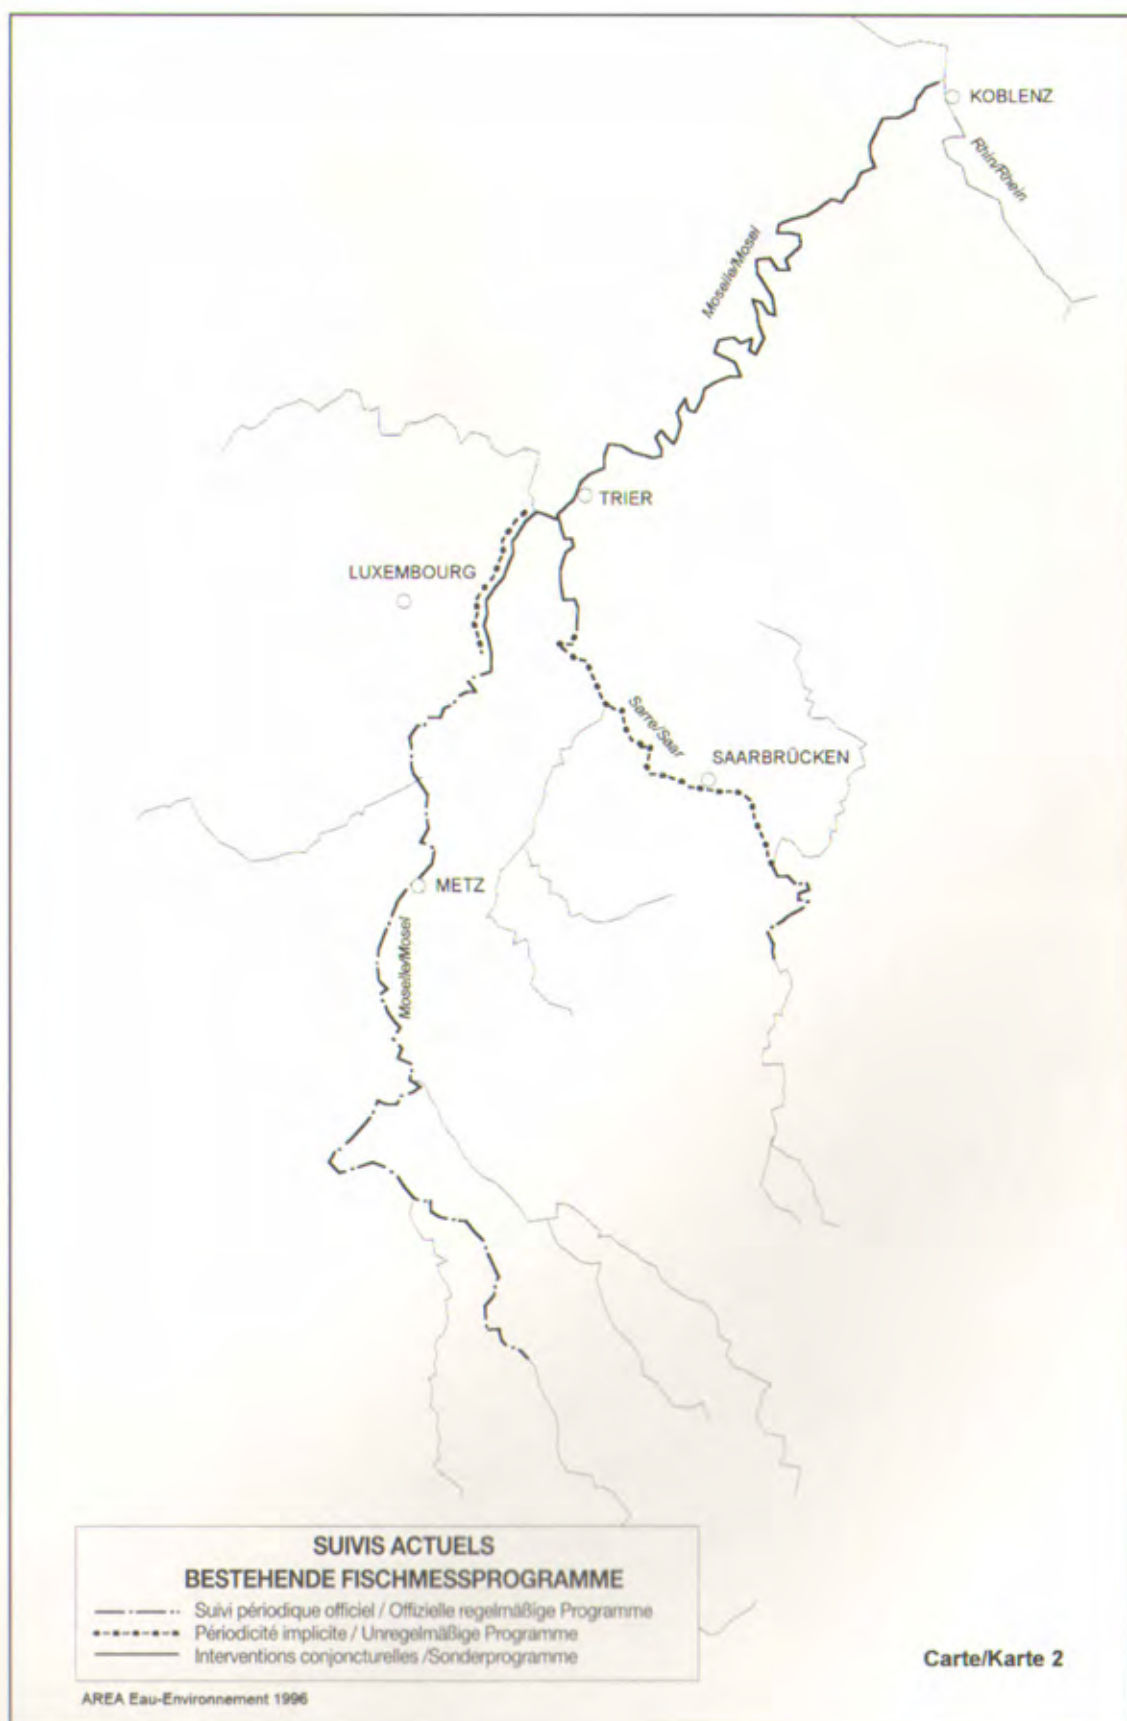 KOBLENZ
Rhin/Rhein
Moselle/Mosel
TRIER
LUXEMBOURG
Sarre/Saar
SAARBRÜCKEN
METZ
Moselle/Mosel
SUIVIS ACTUELS
BESTEHENDE FISCHMESSPROGRAMME
Suivi périodique officiel / Offizielle regelmäßige Programme
Périodicité implicite / Unregelmäßige Programme
Interventions conjoncturelles /Sonderprogramme
Carte/Karte 2
AREA Eau-Environnement 1996